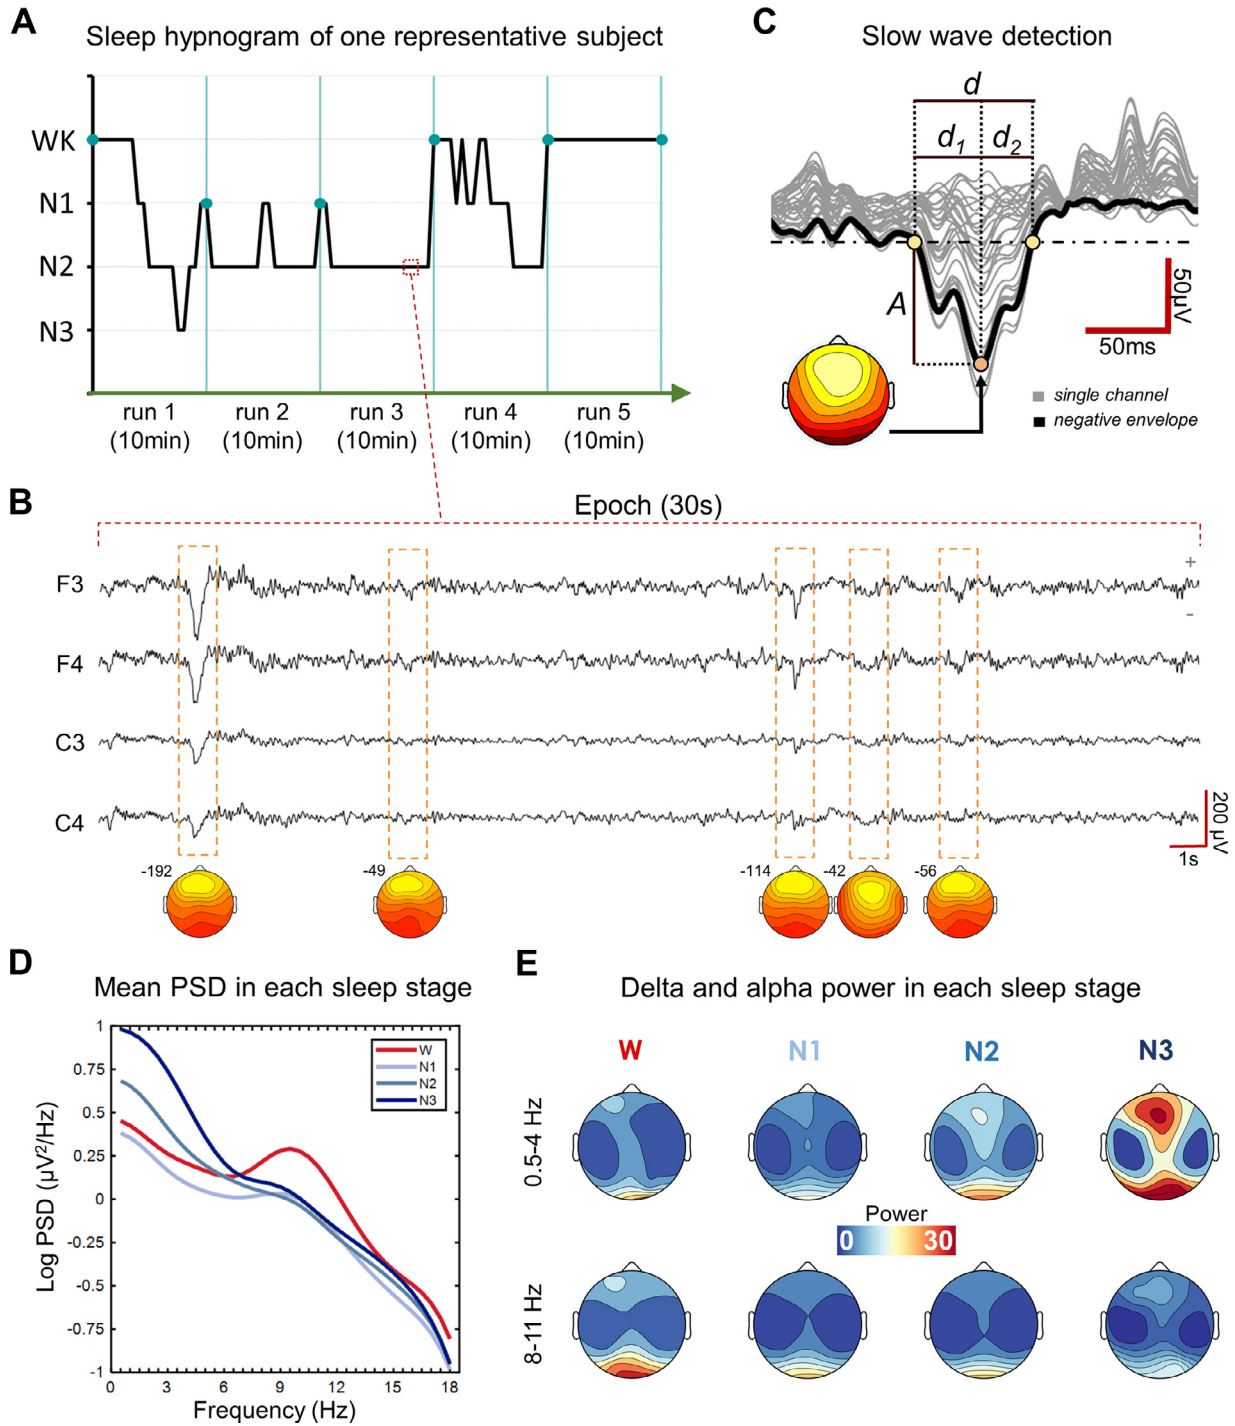 A
Sleep hypnogram of one representative subject
WK
N1
N2
N3
run 1 run 2 run 3 run 4 run 5
(10min) (10min) (10min) (10min) (10min)
C
Slow wave detection
d
d1 d2
A
50µV
50ms
single channel
negative envelope
B
Epoch (30s)
F3
F4
C3
C4
+
-
200 µV
1s
-192 -49 -114 -42 -56
D
Mean PSD in each sleep stage
Log PSD (µV²/Hz)
1
0.75
0.5
0.25
0
-0.25
-0.5
-0.75
-1
W
N1
N2
N3
0 3 6 9 12 15 18
Frequency (Hz)
E
Delta and alpha power in each sleep stage
W N1 N2 N3
0.5-4 Hz
Power
0 30
8-11 Hz